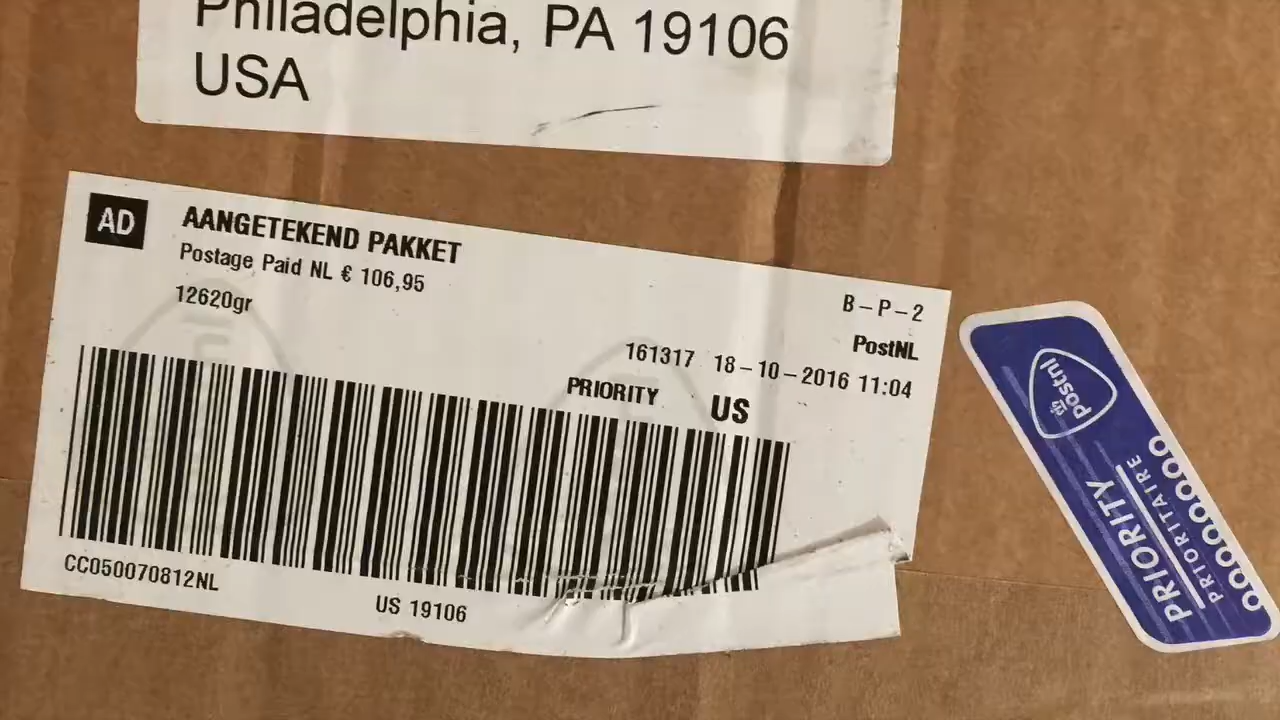 Philadelphia, PA 19106
USA
AD
AANGETEKEND PAKKET
Postage Paid NL € 106,95
12620gr
B-P-2
PostNL
161317 18-10-2016 11:04
PRIORITY US
CC050070812NL
US 19106
postnl
PRIORITY
PRIORITAIRE